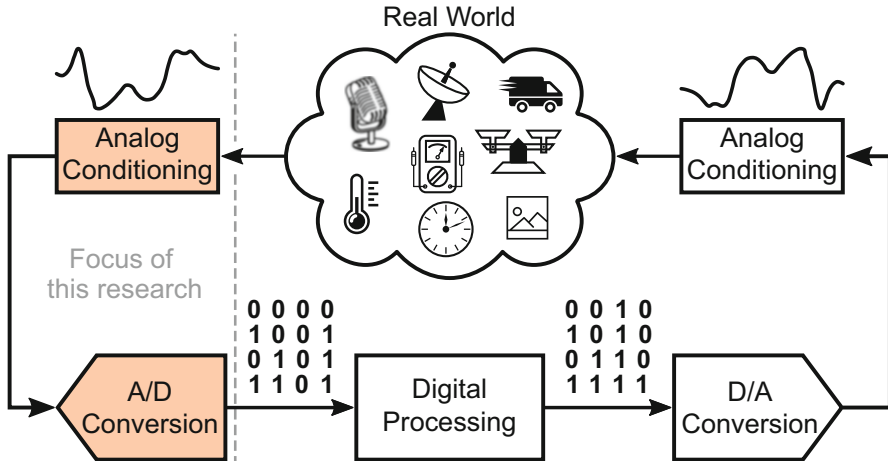 Real World
Analog
Conditioning
Analog
Conditioning
Focus of
this research
0 0 0 0
1 0 0 1
0 1 0 1
1 1 0 1
0 0 1 0
1 0 1 0
0 1 1 0
1 1 1 1
A/D
Conversion
Digital
Processing
D/A
Conversion